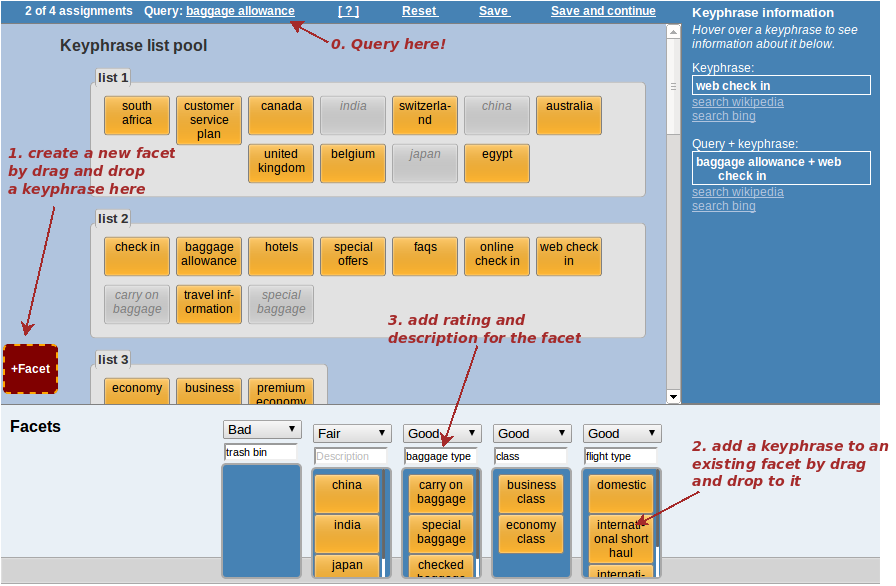 2 of 4 assignments Query: baggage allowance [ ? ] Reset Save Save and continue
0. Query here!
Keyphrase list pool
list 1
south africa
customer service plan
canada
india
switzerla-nd
china
australia
united kingdom
belgium
japan
egypt
1. create a new facet
by drag and drop
a keyphrase here
list 2
check in
baggage allowance
hotels
special offers
faqs
online check in
web check in
carry on baggage
travel inf-ormation
special baggage
3. add rating and
description for the facet
+Facet
list 3
economy
business
premium economy
Keyphrase information
Hover over a keyphrase to see
information about it below.
Keyphrase:
web check in
search wikipedia
search bing
Query + keyphrase:
baggage allowance + web
check in
search wikipedia
search bing
Facets
Bad
trash bin
Fair
Description
china
india
japan
Good
baggage type
carry on baggage
special baggage
checked baggage
Good
class
business class
economy class
Good
flight type
domestic
internati-onal short haul
internati-
2. add a keyphrase to an
existing facet by drag
and drop to it